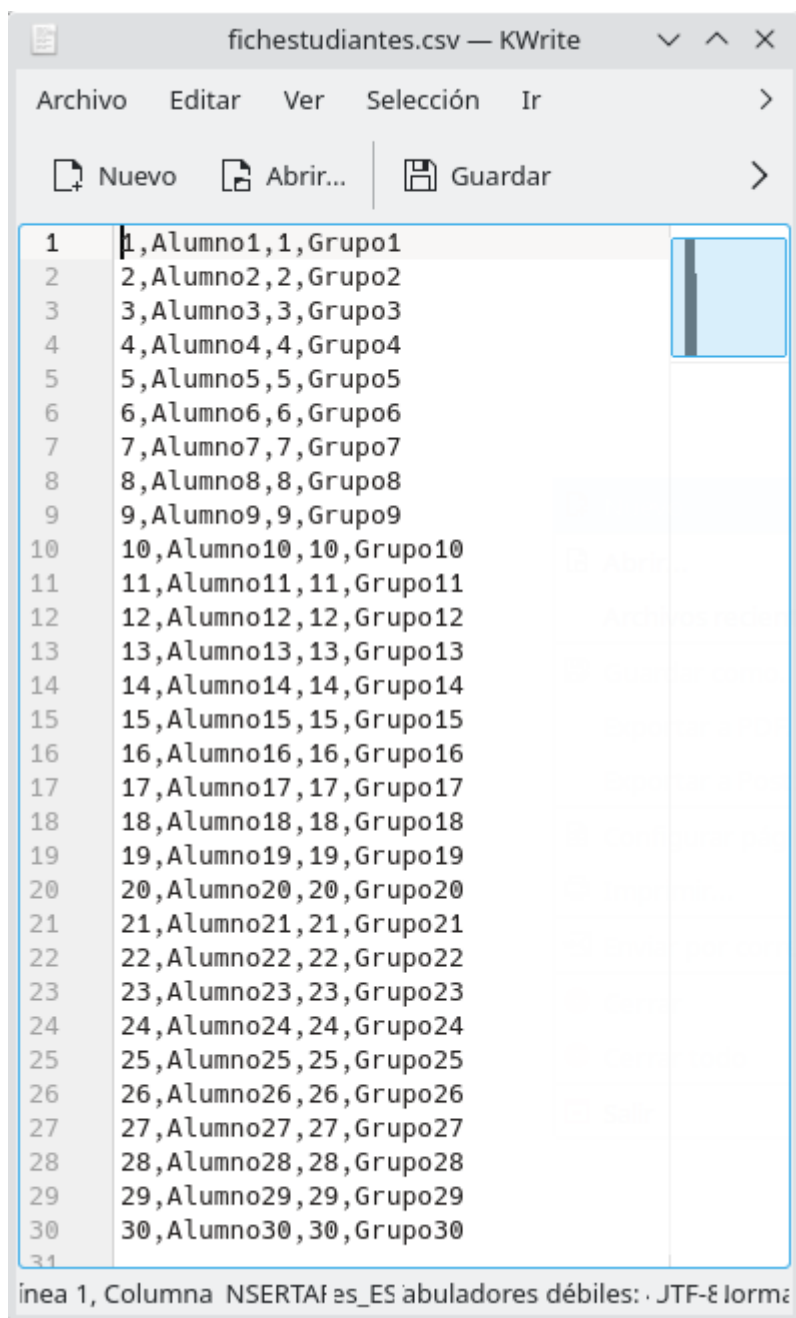 fichestudiantes.csv — KWrite
Archivo Editar Ver Selección Ir
Nuevo Abrir... Guardar
1 1,Alumno1,1,Grupo1
2 2,Alumno2,2,Grupo2
3 3,Alumno3,3,Grupo3
4 4,Alumno4,4,Grupo4
5 5,Alumno5,5,Grupo5
6 6,Alumno6,6,Grupo6
7 7,Alumno7,7,Grupo7
8 8,Alumno8,8,Grupo8
9 9,Alumno9,9,Grupo9
10 10,Alumno10,10,Grupo10
11 11,Alumno11,11,Grupo11
12 12,Alumno12,12,Grupo12
13 13,Alumno13,13,Grupo13
14 14,Alumno14,14,Grupo14
15 15,Alumno15,15,Grupo15
16 16,Alumno16,16,Grupo16
17 17,Alumno17,17,Grupo17
18 18,Alumno18,18,Grupo18
19 19,Alumno19,19,Grupo19
20 20,Alumno20,20,Grupo20
21 21,Alumno21,21,Grupo21
22 22,Alumno22,22,Grupo22
23 23,Alumno23,23,Grupo23
24 24,Alumno24,24,Grupo24
25 25,Alumno25,25,Grupo25
26 26,Alumno26,26,Grupo26
27 27,Alumno27,27,Grupo27
28 28,Alumno28,28,Grupo28
29 29,Alumno29,29,Grupo29
30 30,Alumno30,30,Grupo30
31
ínea 1, Columna NSERTA es_ES abuladores débiles: UTF-8 Norma